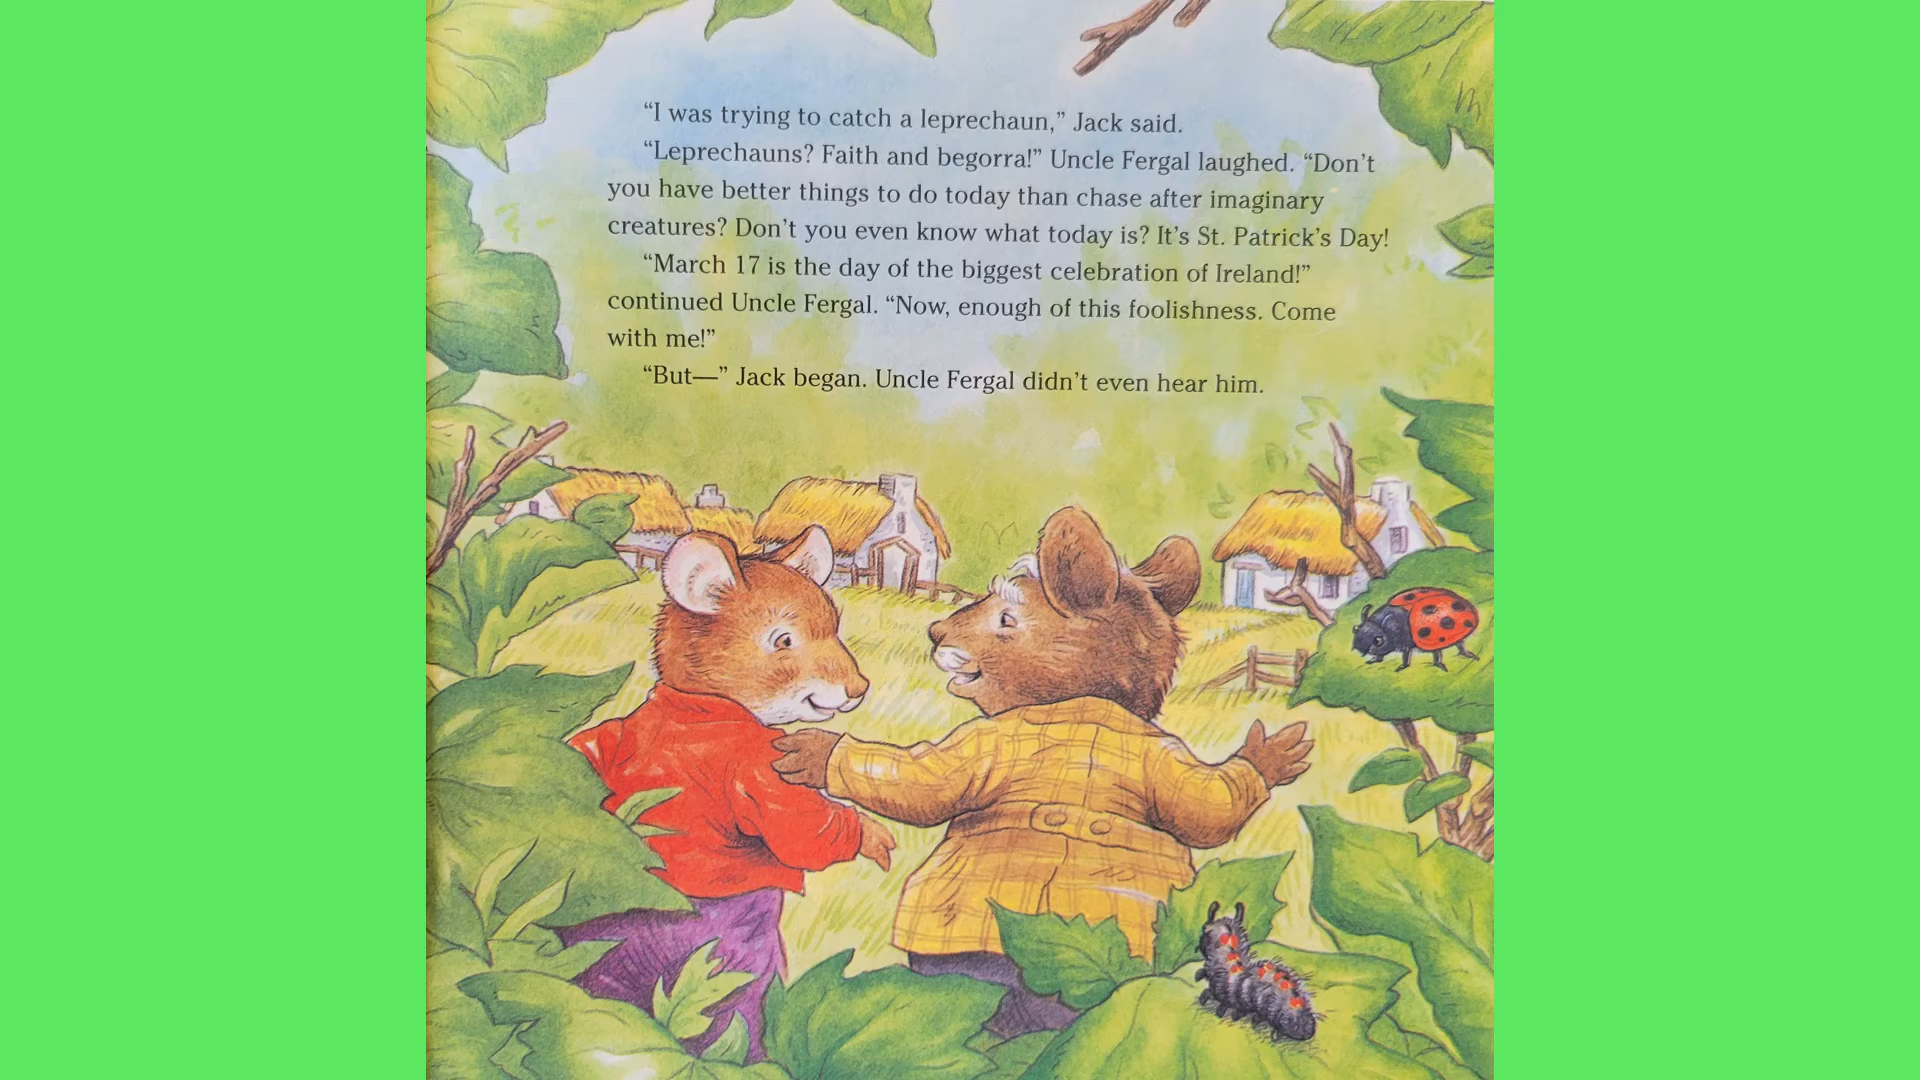 “I was trying to catch a leprechaun,” Jack said.
“Leprechauns? Faith and begorra!” Uncle Fergal laughed. “Don’t
you have better things to do today than chase after imaginary
creatures? Don’t you even know what today is? It’s St. Patrick’s Day!
“March 17 is the day of the biggest celebration of Ireland!”
continued Uncle Fergal. “Now, enough of this foolishness. Come
with me!”
“But—” Jack began. Uncle Fergal didn’t even hear him.